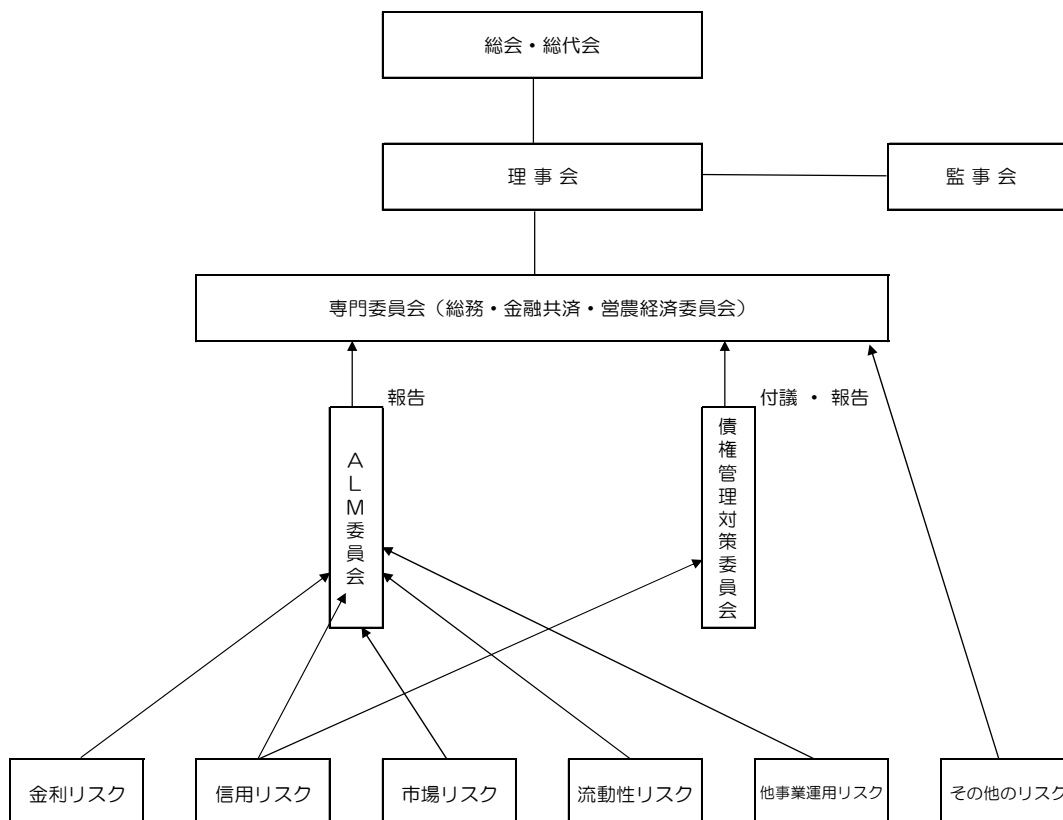 総会・総代会
理 事 会
監 事 会
専門委員会（総務・金融共済・営農経済委員会）
報告
付議 ・ 報告
ALM委員会
債権管理対策委員会
金利リスク
信用リスク
市場リスク
流動性リスク
他事業運用リスク
その他のリスク